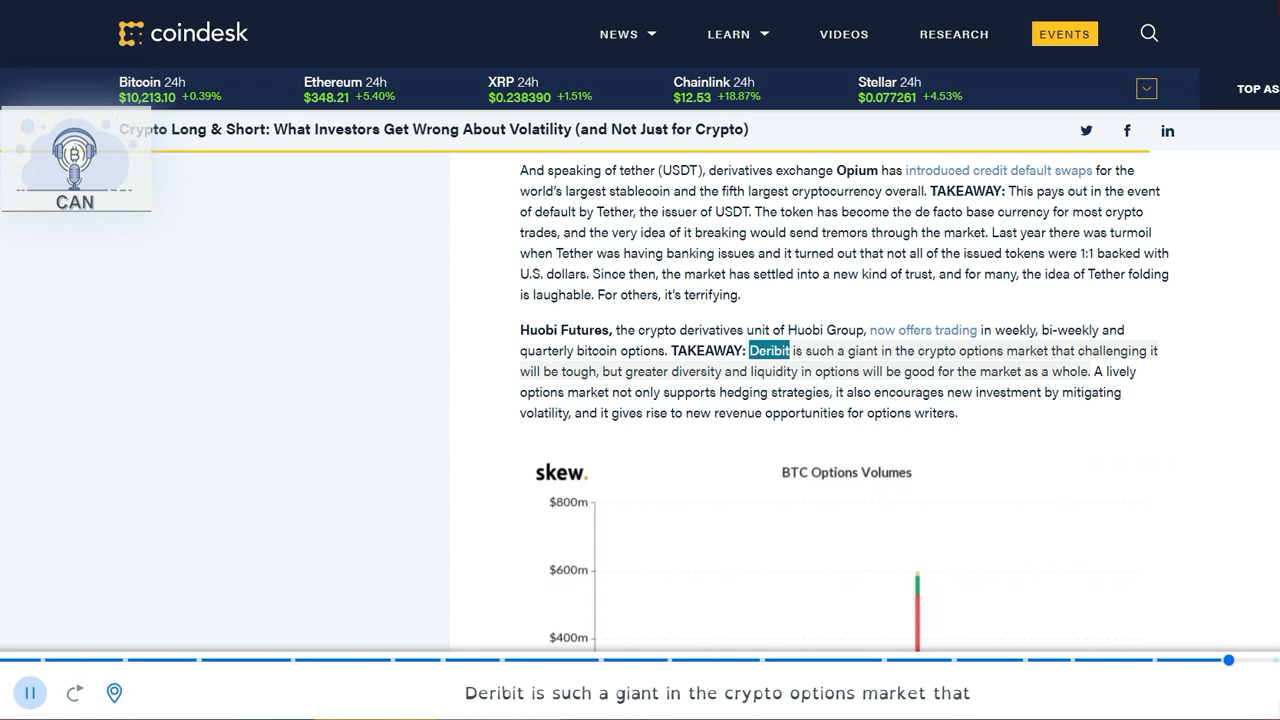 coindesk
NEWS
LEARN
VIDEOS
RESEARCH
EVENTS
Bitcoin 24h
$10,213.10 +0.39%
Ethereum 24h
$348.21 +5.40%
XRP 24h
$0.238390 +1.51%
Chainlink 24h
$12.53 +18.87%
Stellar 24h
$0.077261 +4.53%
TOP AS
Crypto Long & Short: What Investors Get Wrong About Volatility (and Not Just for Crypto)
CAN
And speaking of tether (USDT), derivatives exchange Opium has introduced credit default swaps for the
world's largest stablecoin and the fifth largest cryptocurrency overall. TAKEAWAY: This pays out in the event
of default by Tether, the issuer of USDT. The token has become the de facto base currency for most crypto
trades, and the very idea of it breaking would send tremors through the market. Last year there was turmoil
when Tether was having banking issues and it turned out that not all of the issued tokens were 1:1 backed with
U.S. dollars. Since then, the market has settled into a new kind of trust, and for many, the idea of Tether folding
is laughable. For others, it's terrifying.
Huobi Futures, the crypto derivatives unit of Huobi Group, now offers trading in weekly, bi-weekly and
quarterly bitcoin options. TAKEAWAY: Deribit is such a giant in the crypto options market that challenging it
will be tough, but greater diversity and liquidity in options will be good for the market as a whole. A lively
options market not only supports hedging strategies, it also encourages new investment by mitigating
volatility, and it gives rise to new revenue opportunities for options writers.
skew.
BTC Options Volumes
$800m
$600m
$400m
Deribit is such a giant in the crypto options market that